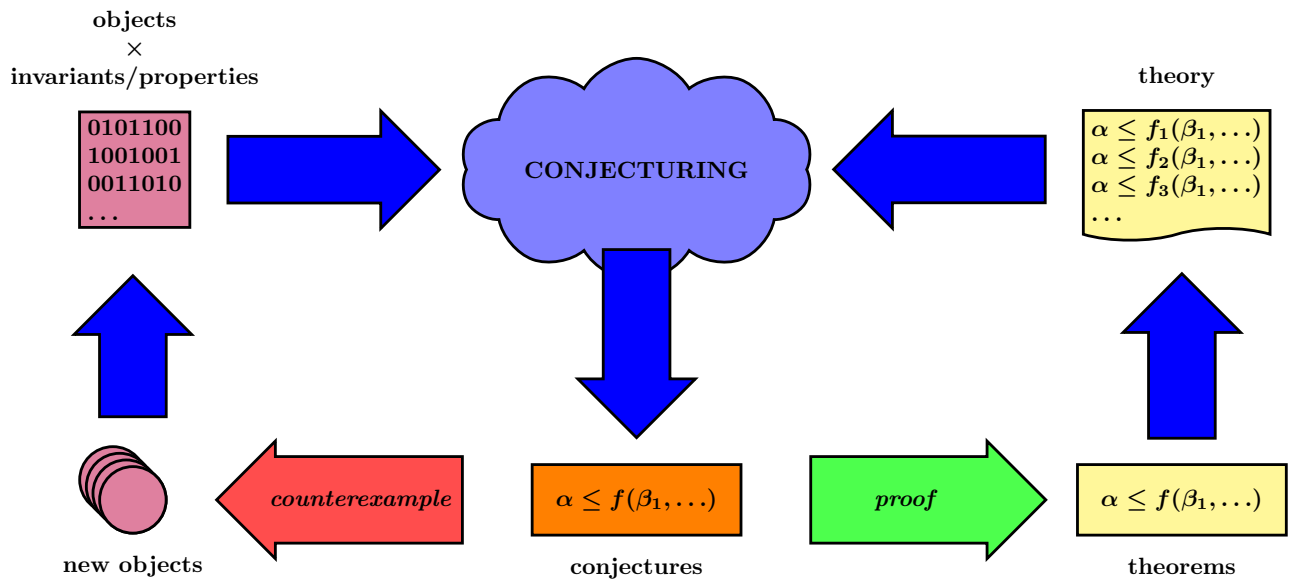 objects
×
invariants/properties
0101100
1001001
0011010
...
CONJECTURING
theory
α ≤ f₁(β₁, ...)
α ≤ f₂(β₁, ...)
α ≤ f₃(β₁, ...)
...
counterexample
α ≤ f(β₁, ...)
proof
α ≤ f(β₁, ...)
new objects
conjectures
theorems